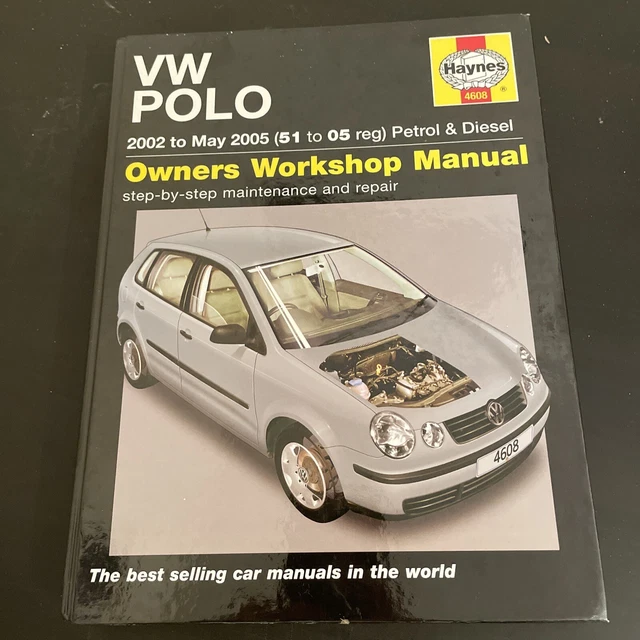 VW
POLO
Haynes
4608
®
2002 to May 2005 (51 to 05 reg) Petrol & Diesel
Owners Workshop Manual
step-by-step maintenance and repair
4608
The best selling car manuals in the world